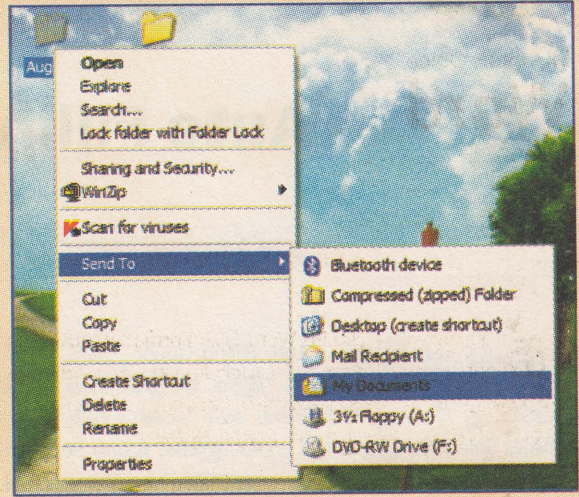 Aug
Open
Explore
Search...
Lock folder with Folder Lock
Sharing and Security...
WinZip
Scan for viruses
Send To
Cut
Copy
Paste
Create Shortcut
Delete
Rename
Properties
Bluetooth device
Compressed (zipped) Folder
Desktop (create shortcut)
Mail Recipient
My Documents
3½ Floppy (A:)
DVD-RW Drive (F:)